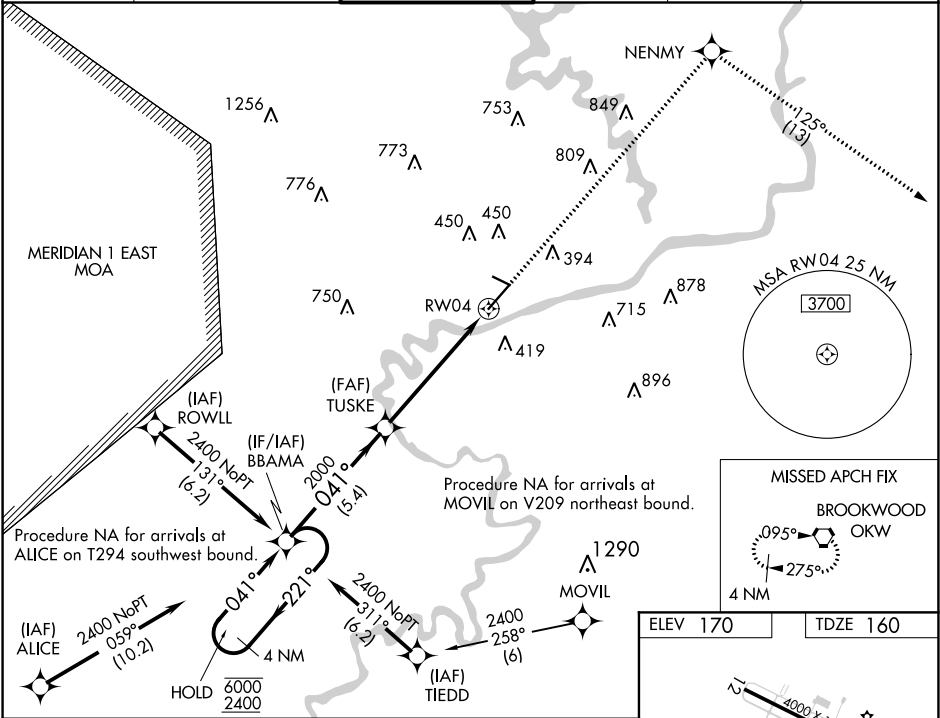 NENMY
1256
753
849
125°
(13)
773
809
776
450
450
MERIDIAN 1 EAST
MOA
394
MSA RW04 25 NM
3700
750
RW04
878
715
419
(FAF)
TUSKE
896
(IAF)
ROWLL
2400 NoPT
131°
(6.2)
(IF/IAF)
BBAMA
2000
041°
(5.4)
Procedure NA for arrivals at
MOVIL on V209 northeast bound.
MISSED APCH FIX
BROOKWOOD
OKW
095°
275°
4 NM
Procedure NA for arrivals at
ALICE on T294 southwest bound.
1290
MOVIL
041°
221°
2400 NoPT
311°
(6.2)
2400
258°
(6)
(IAF)
ALICE
2400 NoPT
059°
(10.2)
4 NM
HOLD
6000
2400
(IAF)
TIEDD
ELEV 170
TDZE 160
12
4000 X